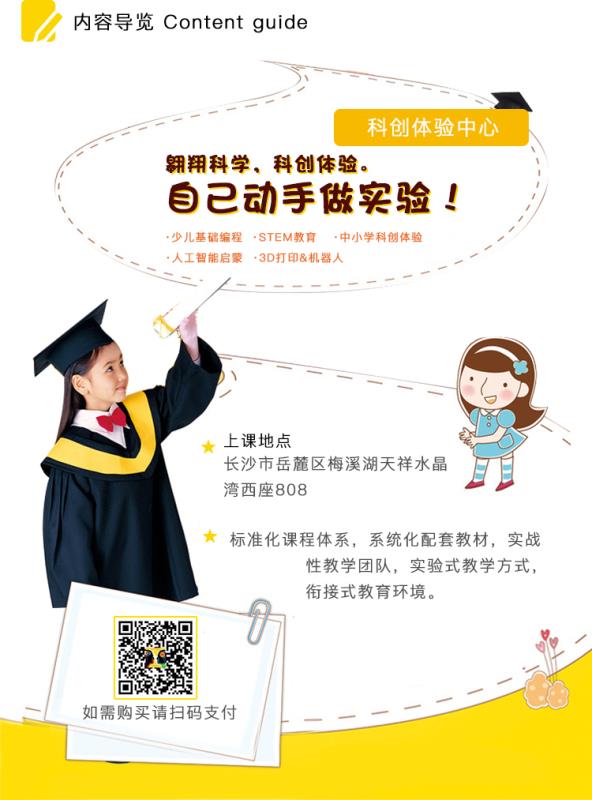 内容导览 Content guide
科创体验中心
翱翔科学、科创体验。
自己动手做实验！
·少儿基础编程 ·STEM教育 ·中小学科创体验
·人工智能启蒙 ·3D打印&机器人
上课地点
长沙市岳麓区梅溪湖天祥水晶
湾西座808
标准化课程体系，系统化配套教材，实战
性教学团队，实验式教学方式，
衔接式教育环境。
如需购买请扫码支付